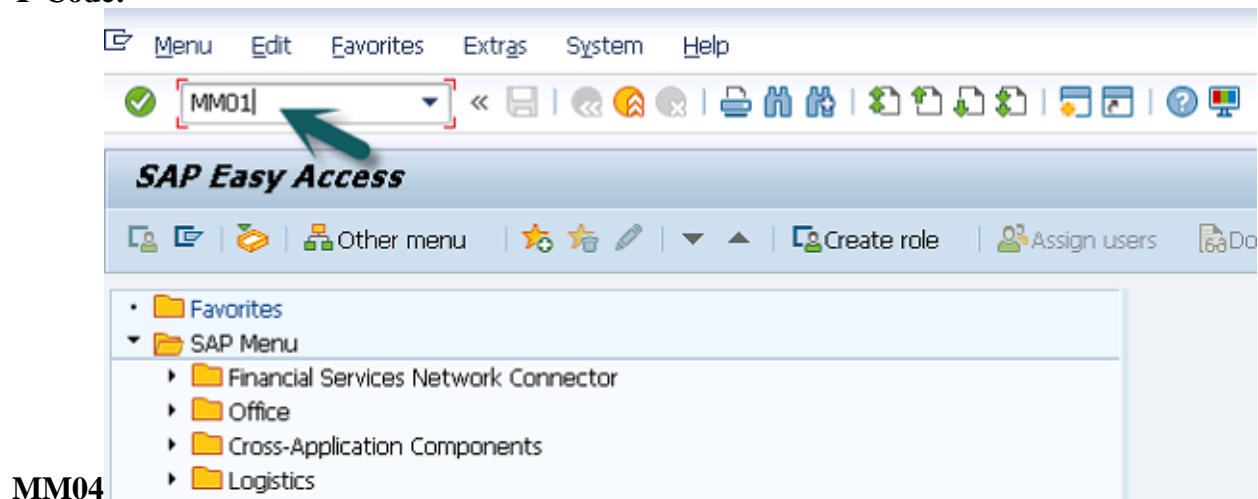 Code:
Menu Edit Favorites Extras System Help
MM01
SAP Easy Access
Other menu Create role Assign users Do
Favorites
SAP Menu
Financial Services Network Connector
Office
Cross-Application Components
Logistics
MM04